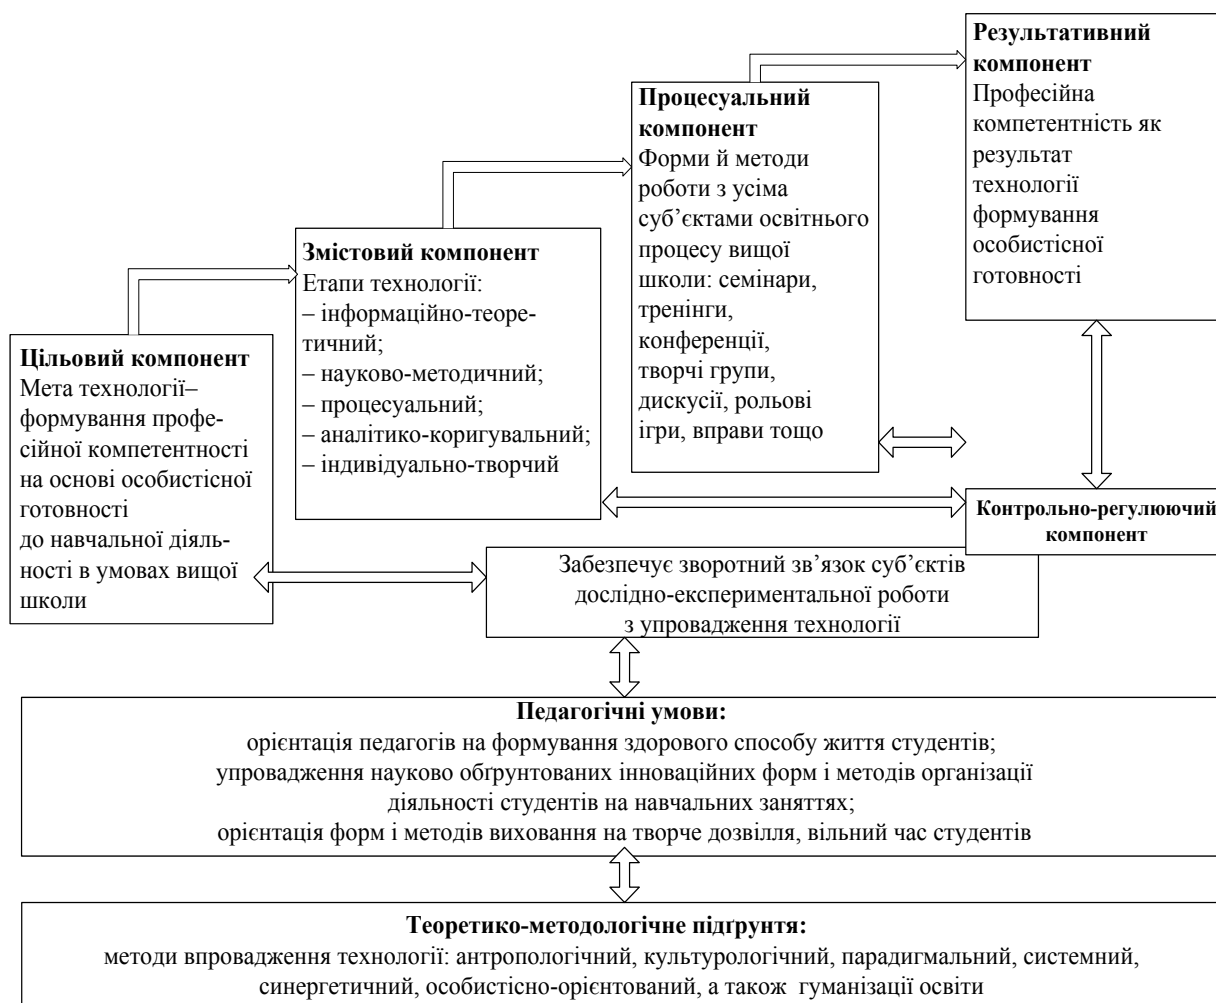 Результативний
компонент
Професійна
компетентність як
результат
технології
формування
особистісної
готовності
Процесуальний
компонент
Форми й методи
роботи з усіма
суб’єктами освітнього
процесу вищої
школи: семінари,
тренінги,
конференції,
творчі групи,
дискусії, рольові
ігри, вправи тощо
Змістовий компонент
Етапи технології:
– інформаційно-теоре-
тичний;
– науково-методичний;
– процесуальний;
– аналітико-коригувальний;
– індивідуально-творчий
Цільовий компонент
Мета технології–
формування профе-
сійної компетентності
на основі особистісної
готовності
до навчальної діяль-
ності в умовах вищої
школи
Контрольно-регулюючий
компонент
Забезпечує зворотний зв’язок суб’єктів
дослідно-експериментальної роботи
з упровадження технології
Педагогічні умови:
орієнтація педагогів на формування здорового способу життя студентів;
упровадження науково обґрунтованих інноваційних форм і методів організації
діяльності студентів на навчальних заняттях;
орієнтація форм і методів виховання на творче дозвілля, вільний час студентів
Теоретико-методологічне підґрунтя:
методи впровадження технології: антропологічний, культурологічний, парадигмальний, системний,
синергетичний, особистісно-орієнтований, а також гуманізації освіти